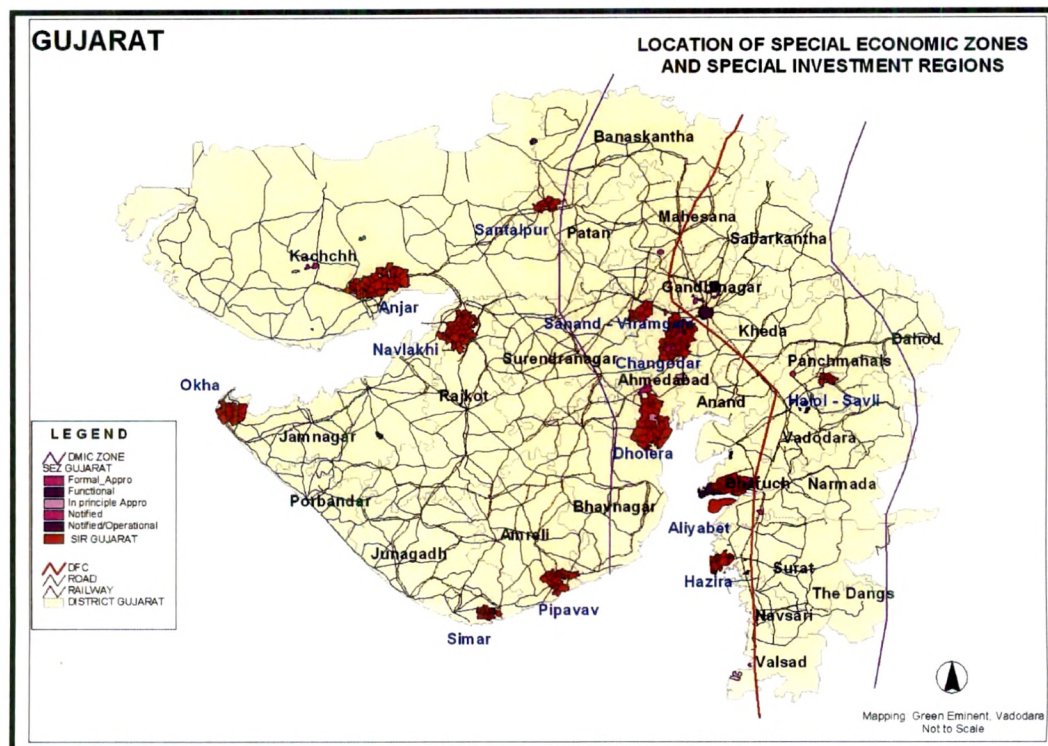 GUJARAT
LOCATION OF SPECIAL ECONOMIC ZONES
AND SPECIAL INVESTMENT REGIONS
Banaskantha
Santalpur
Patan
Mahesana
Sabarkantha
Kachchh
Gandhinagar
Anjar
Sanand - Viramgam
Kheda
Dahod
Navlakhi
Surendranagar
Changodar
Panchmahals
Okha
Ahmedabad
Rajkot
Anand
Halol - Savli
Jamnagar
Vadodara
Dholera
Bharuch
Narmada
Porbandar
Bhavnagar
Amreli
Aliyabet
Junagadh
Hazira
Surat
The Dangs
Pipavav
Navsari
Simar
Valsad
LEGEND
DMIC ZONE
SEZ GUJARAT
Formal_Appro
Functional
In principle Appro
Notified
Notified/Operational
SIR GUJARAT
DFC
ROAD
RAILWAY
DISTRICT GUJARAT
Mapping: Green Eminent, Vadodara
Not to Scale